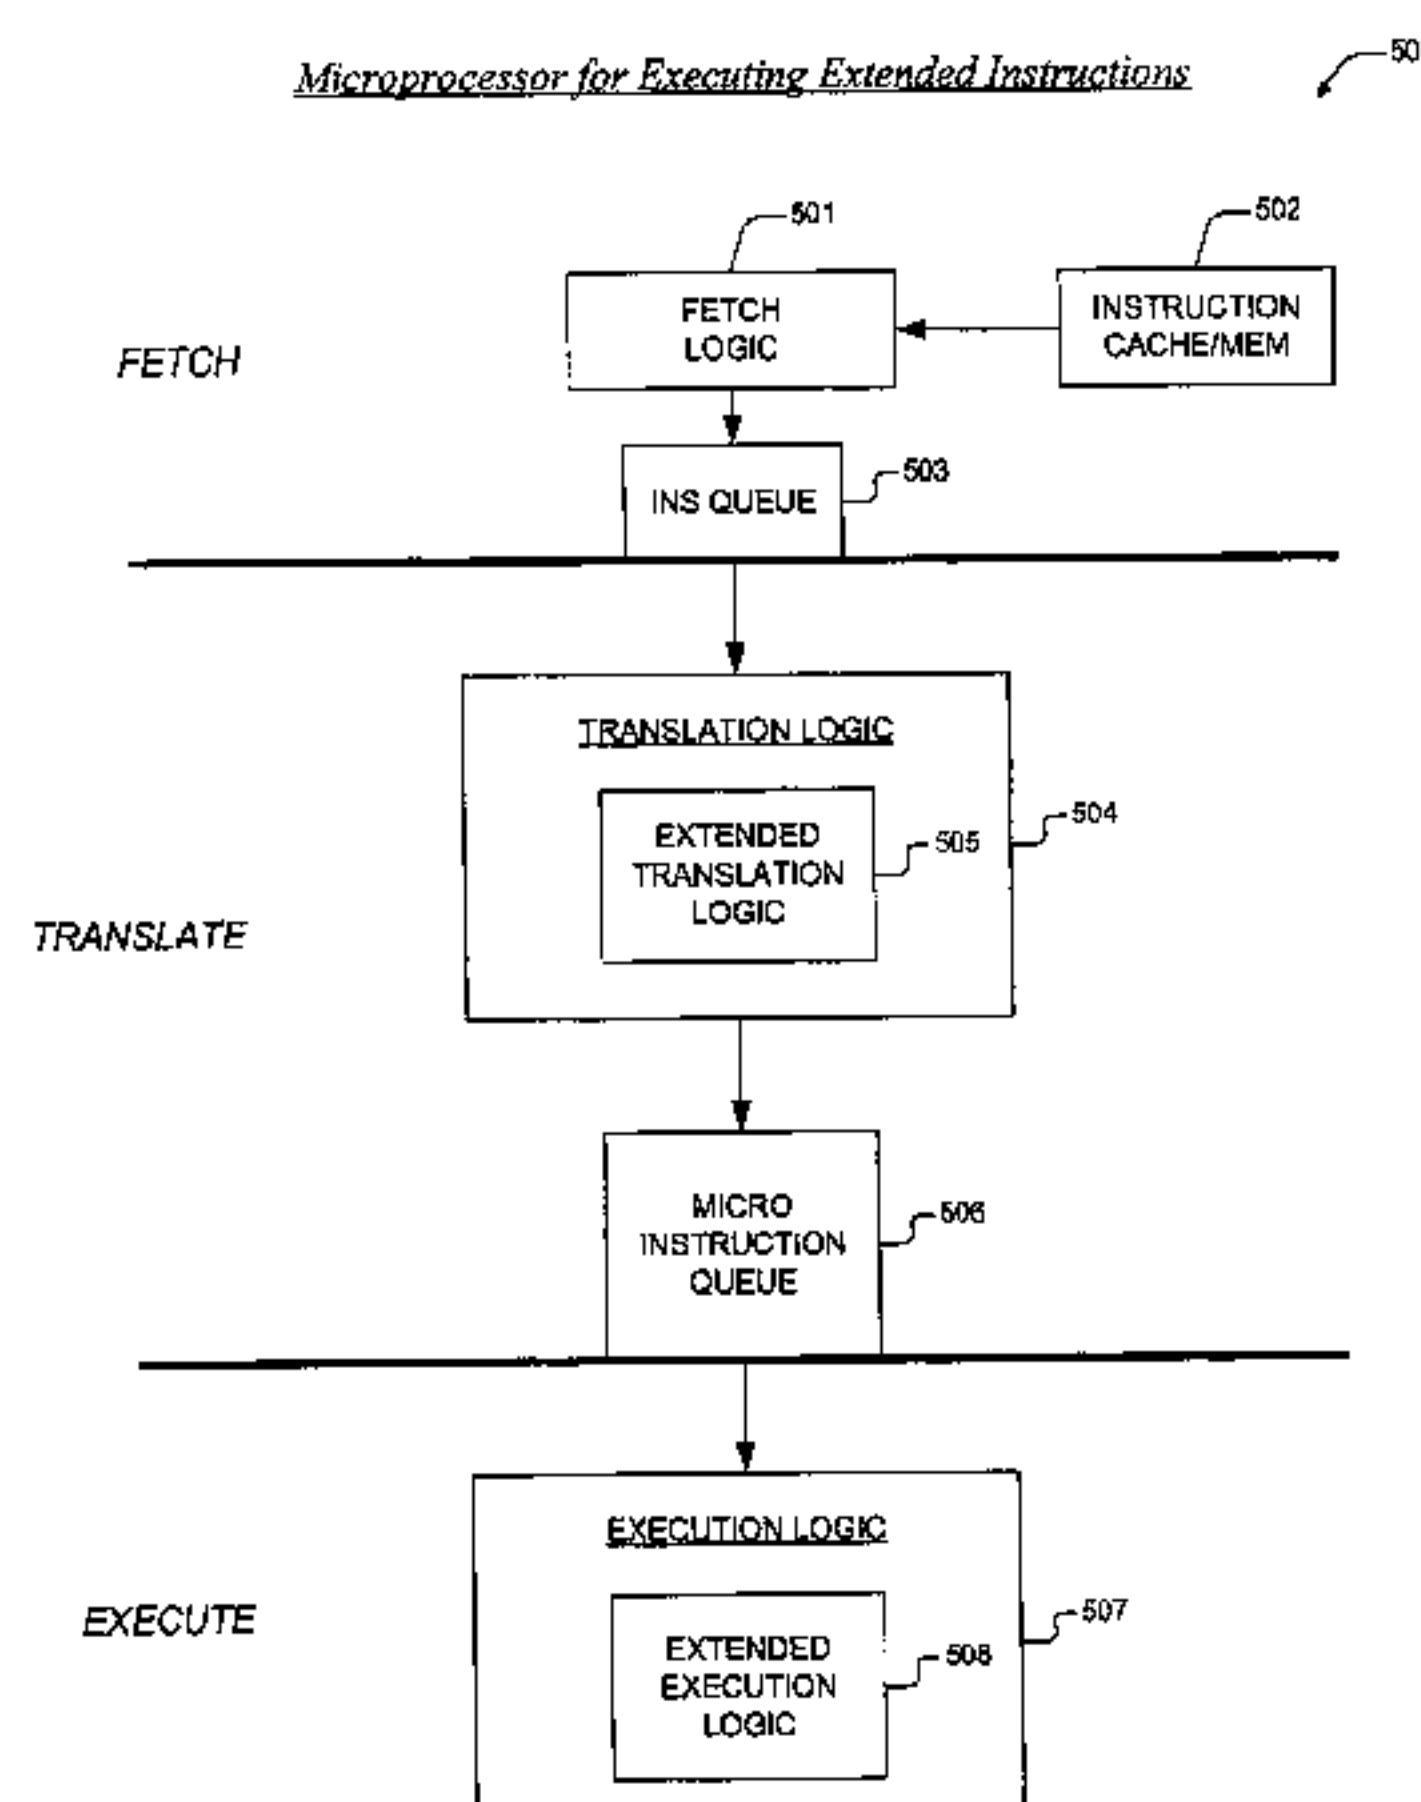 Microprocessor for Executing Extended Instructions
50
501
502
FETCH
LOGIC
INSTRUCTION
CACHE/MEM
FETCH
503
INS QUEUE
TRANSLATION LOGIC
504
EXTENDED
TRANSLATION
LOGIC
505
TRANSLATE
MICRO
INSTRUCTION
QUEUE
506
EXECUTION LOGIC
EXECUTE
507
EXTENDED
EXECUTION
LOGIC
508